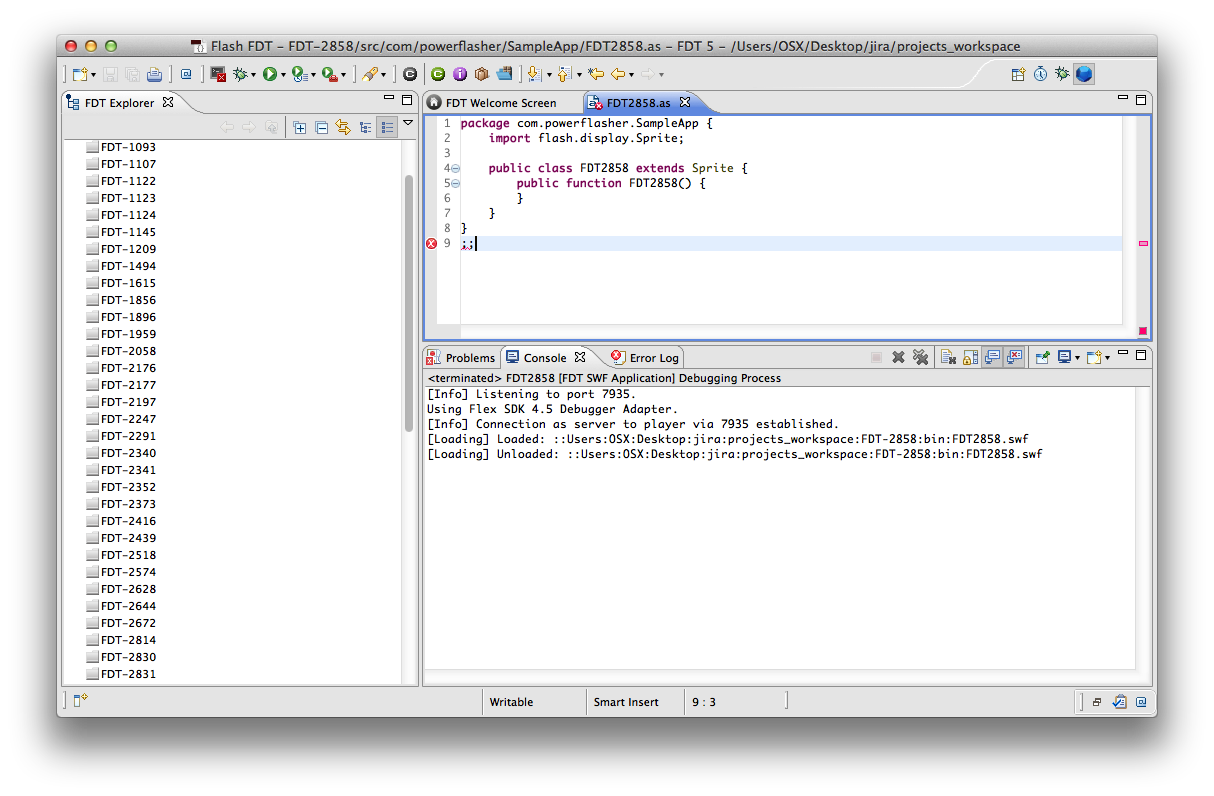 Flash FDT - FDT-2858/src/com/powerflasher/SampleApp/FDT2858.as - FDT 5 - /Users/OSX/Desktop/jira/projects_workspace
FDT Explorer
FDT-1093
FDT-1107
FDT-1122
FDT-1123
FDT-1124
FDT-1145
FDT-1209
FDT-1494
FDT-1615
FDT-1856
FDT-1896
FDT-1959
FDT-2058
FDT-2176
FDT-2177
FDT-2197
FDT-2247
FDT-2291
FDT-2340
FDT-2341
FDT-2352
FDT-2373
FDT-2416
FDT-2439
FDT-2518
FDT-2574
FDT-2628
FDT-2644
FDT-2672
FDT-2814
FDT-2830
FDT-2831
FDT Welcome Screen FDT2858.as
1 package com.powerflasher.SampleApp {
2 import flash.display.Sprite;
3
4 public class FDT2858 extends Sprite {
5 public function FDT2858() {
6 }
7 }
8 }
9 ;;
Problems Console Error Log
<terminated> FDT2858 [FDT SWF Application] Debugging Process
[Info] Listening to port 7935.
Using Flex SDK 4.5 Debugger Adapter.
[Info] Connection as server to player via 7935 established.
[Loading] Loaded: ::Users:OSX:Desktop:jira:projects_workspace:FDT-2858:bin:FDT2858.swf
[Loading] Unloaded: ::Users:OSX:Desktop:jira:projects_workspace:FDT-2858:bin:FDT2858.swf
Writable Smart Insert 9 : 3